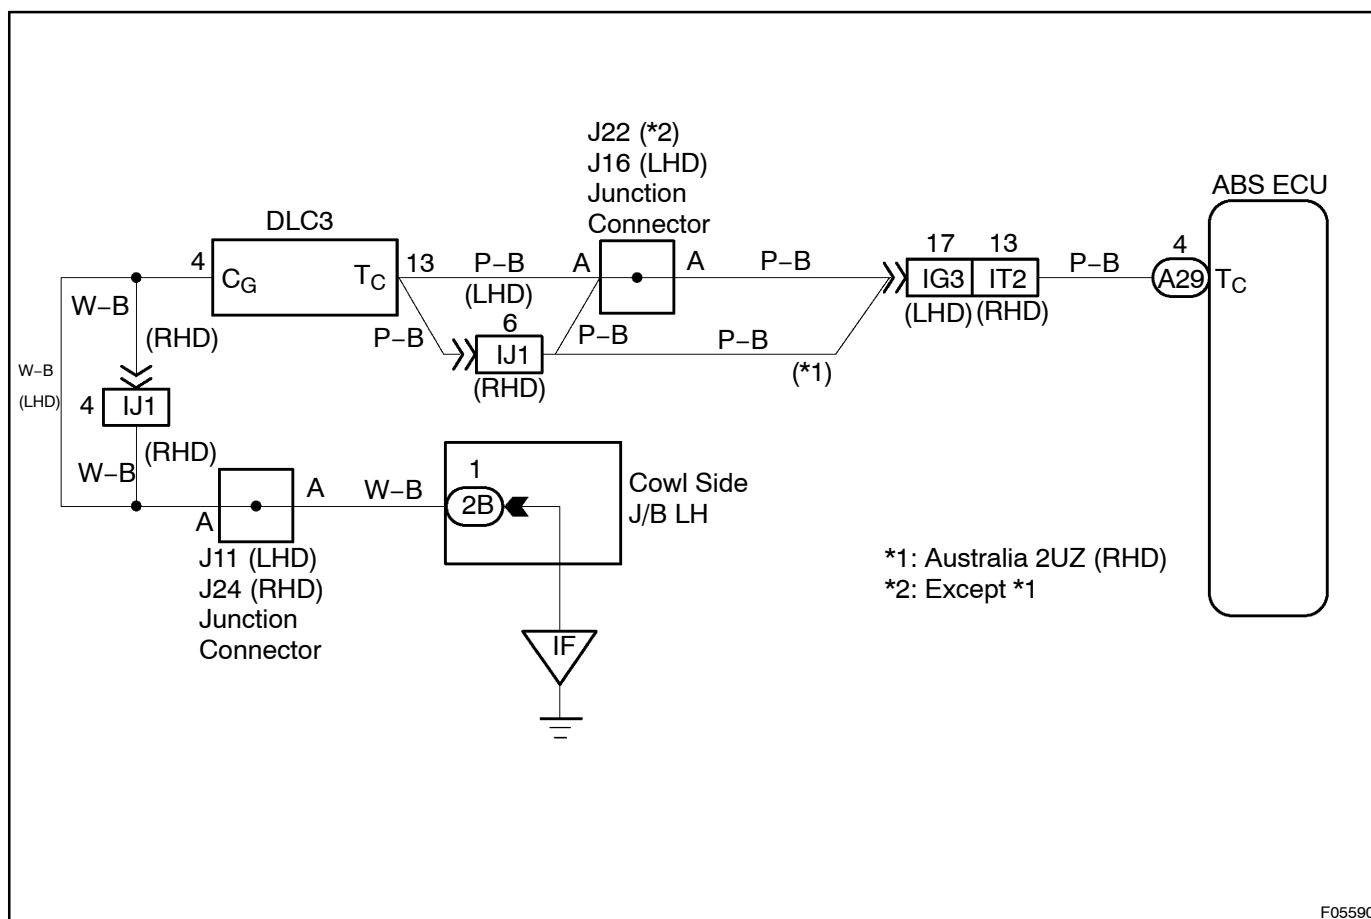 J22 (*2)
J16 (LHD)
Junction
Connector
ABS ECU
DLC3
4
CG
TC
13
P−B
(LHD)
A
A
P−B
17
13
IG3
IT2
(LHD)
(RHD)
P−B
4
A29
TC
W−B
(RHD)
P−B
6
IJ1
(RHD)
P−B
P−B
(*1)
W−B
(LHD)
4
IJ1
(RHD)
W−B
A
A
W−B
1
2B
Cowl Side
J/B LH
J11 (LHD)
J24 (RHD)
Junction
Connector
*1: Australia 2UZ (RHD)
*2: Except *1
IF
F05590